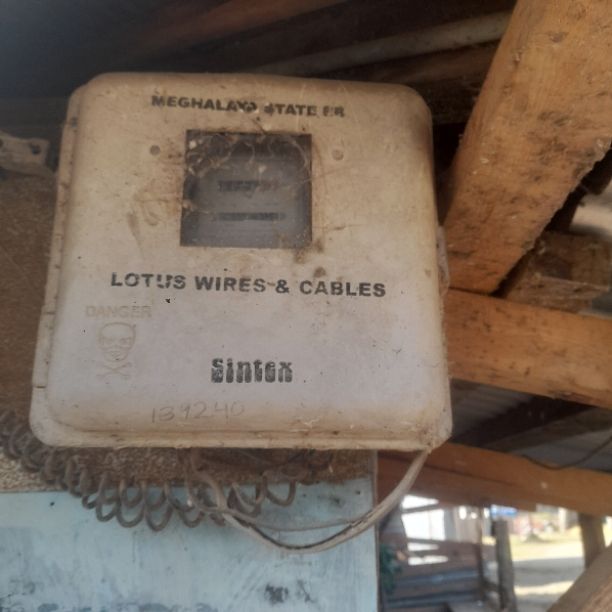 MEGHALAYA STATE EB
LOTUS WIRES & CABLES
DANGER
Sintex
139240